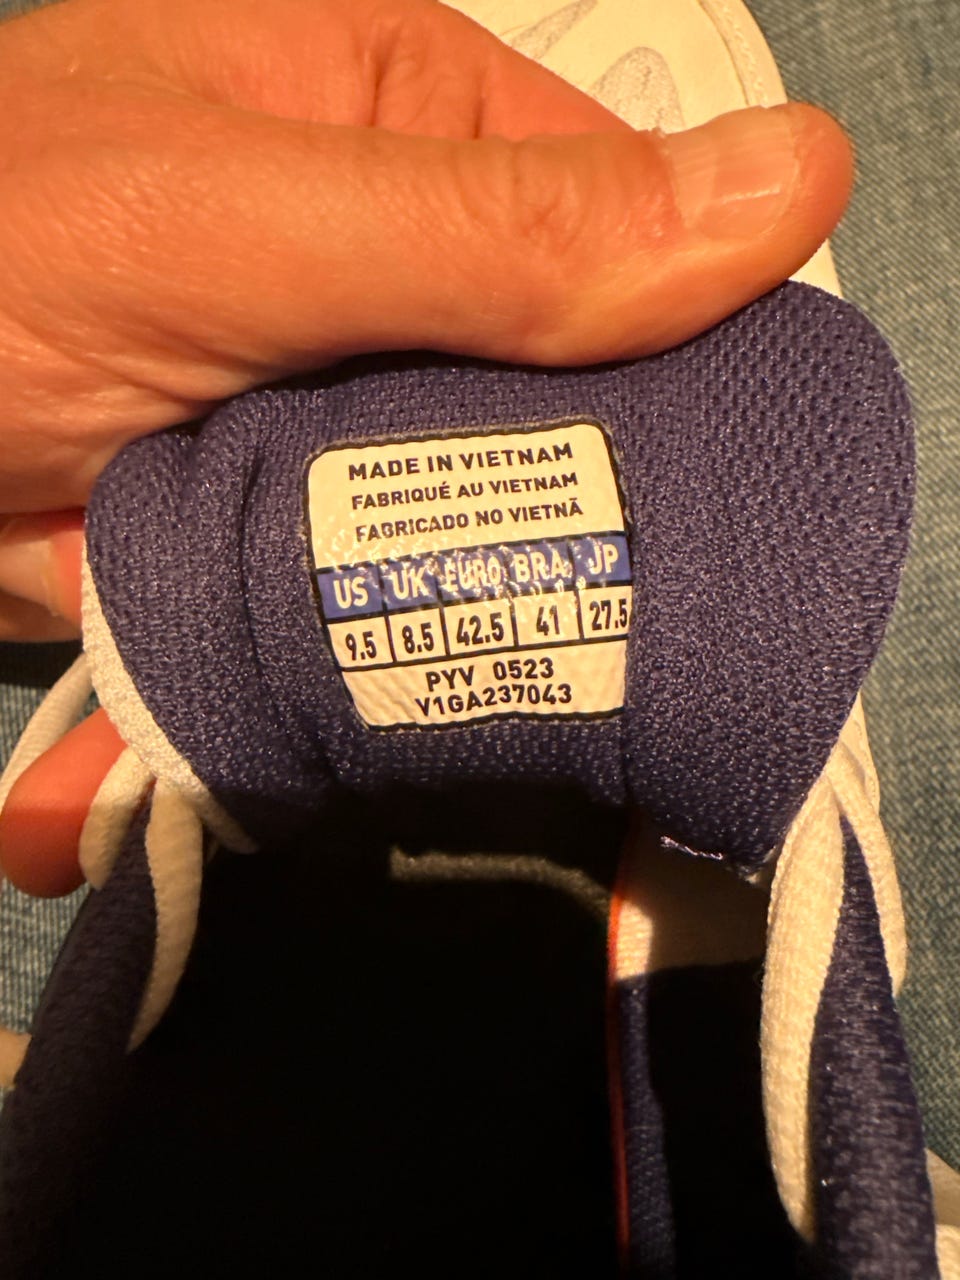 MADE IN VIETNAM
FABRIQUÉ AU VIETNAM
FABRICADO NO VIETNÃ
US UK EURO BRA JP
9.5 8.5 42.5 41 27.5
PYV 0523
V1GA237043